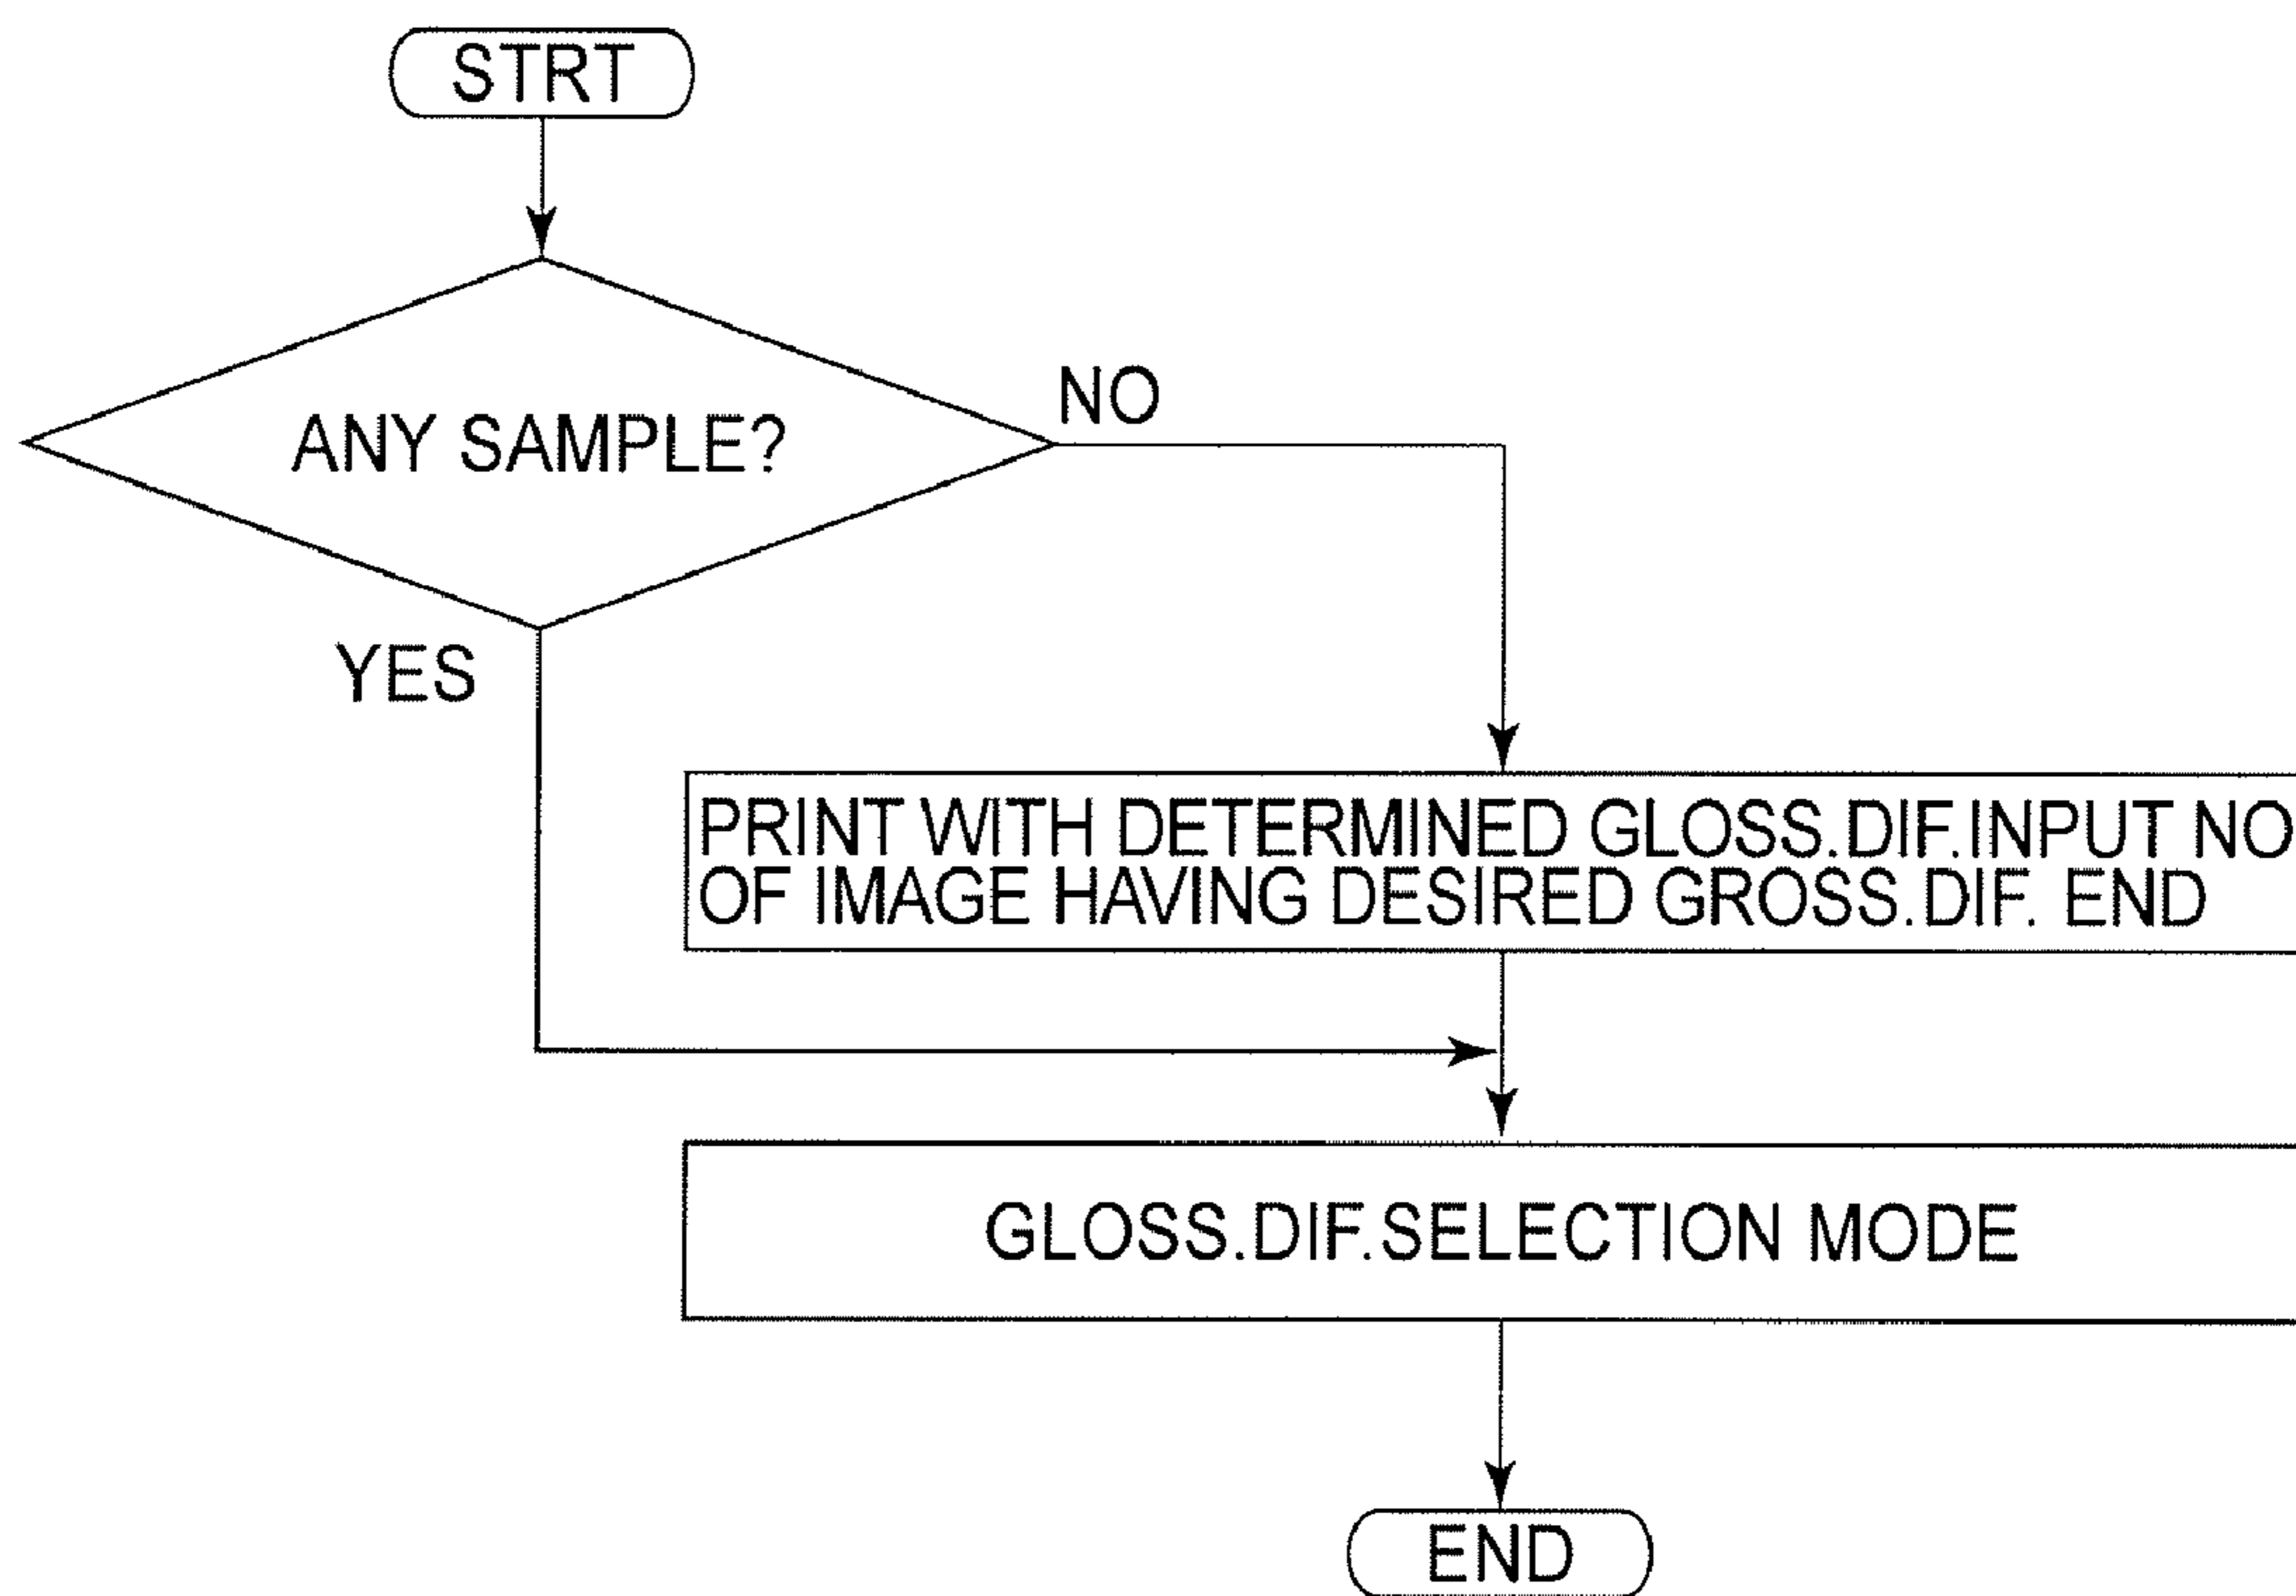 STRT
ANY SAMPLE?
NO
YES
PRINT WITH DETERMINED GLOSS.DIF.INPUT NO
OF IMAGE HAVING DESIRED GROSS.DIF. END
GLOSS.DIF.SELECTION MODE
END